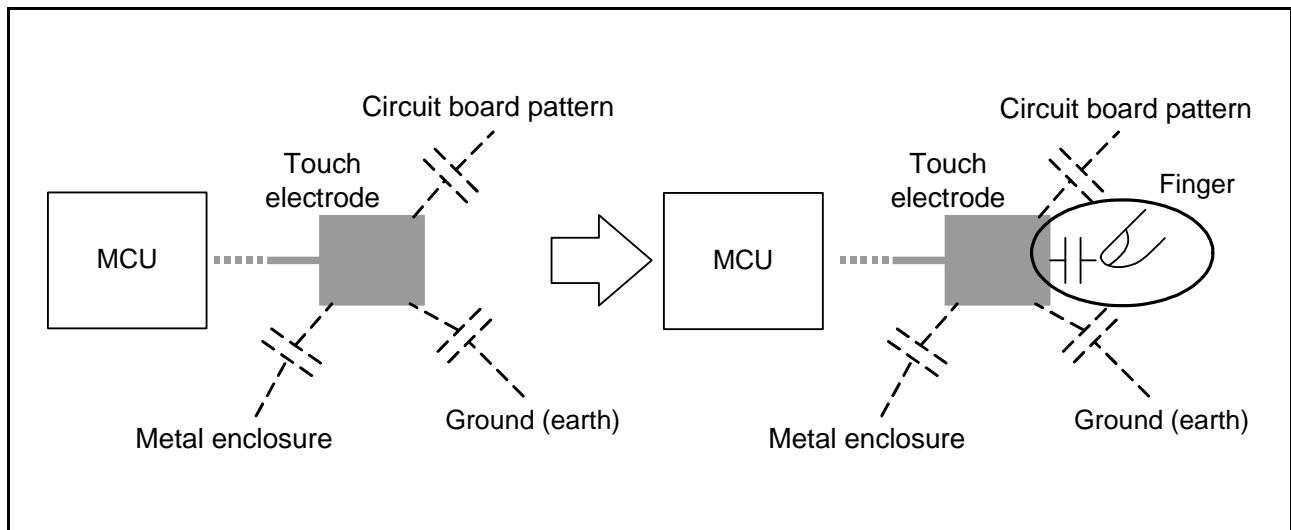 Circuit board pattern
Touch
electrode
MCU
Metal enclosure
Ground (earth)
Circuit board pattern
Touch
electrode
Finger
MCU
Metal enclosure
Ground (earth)